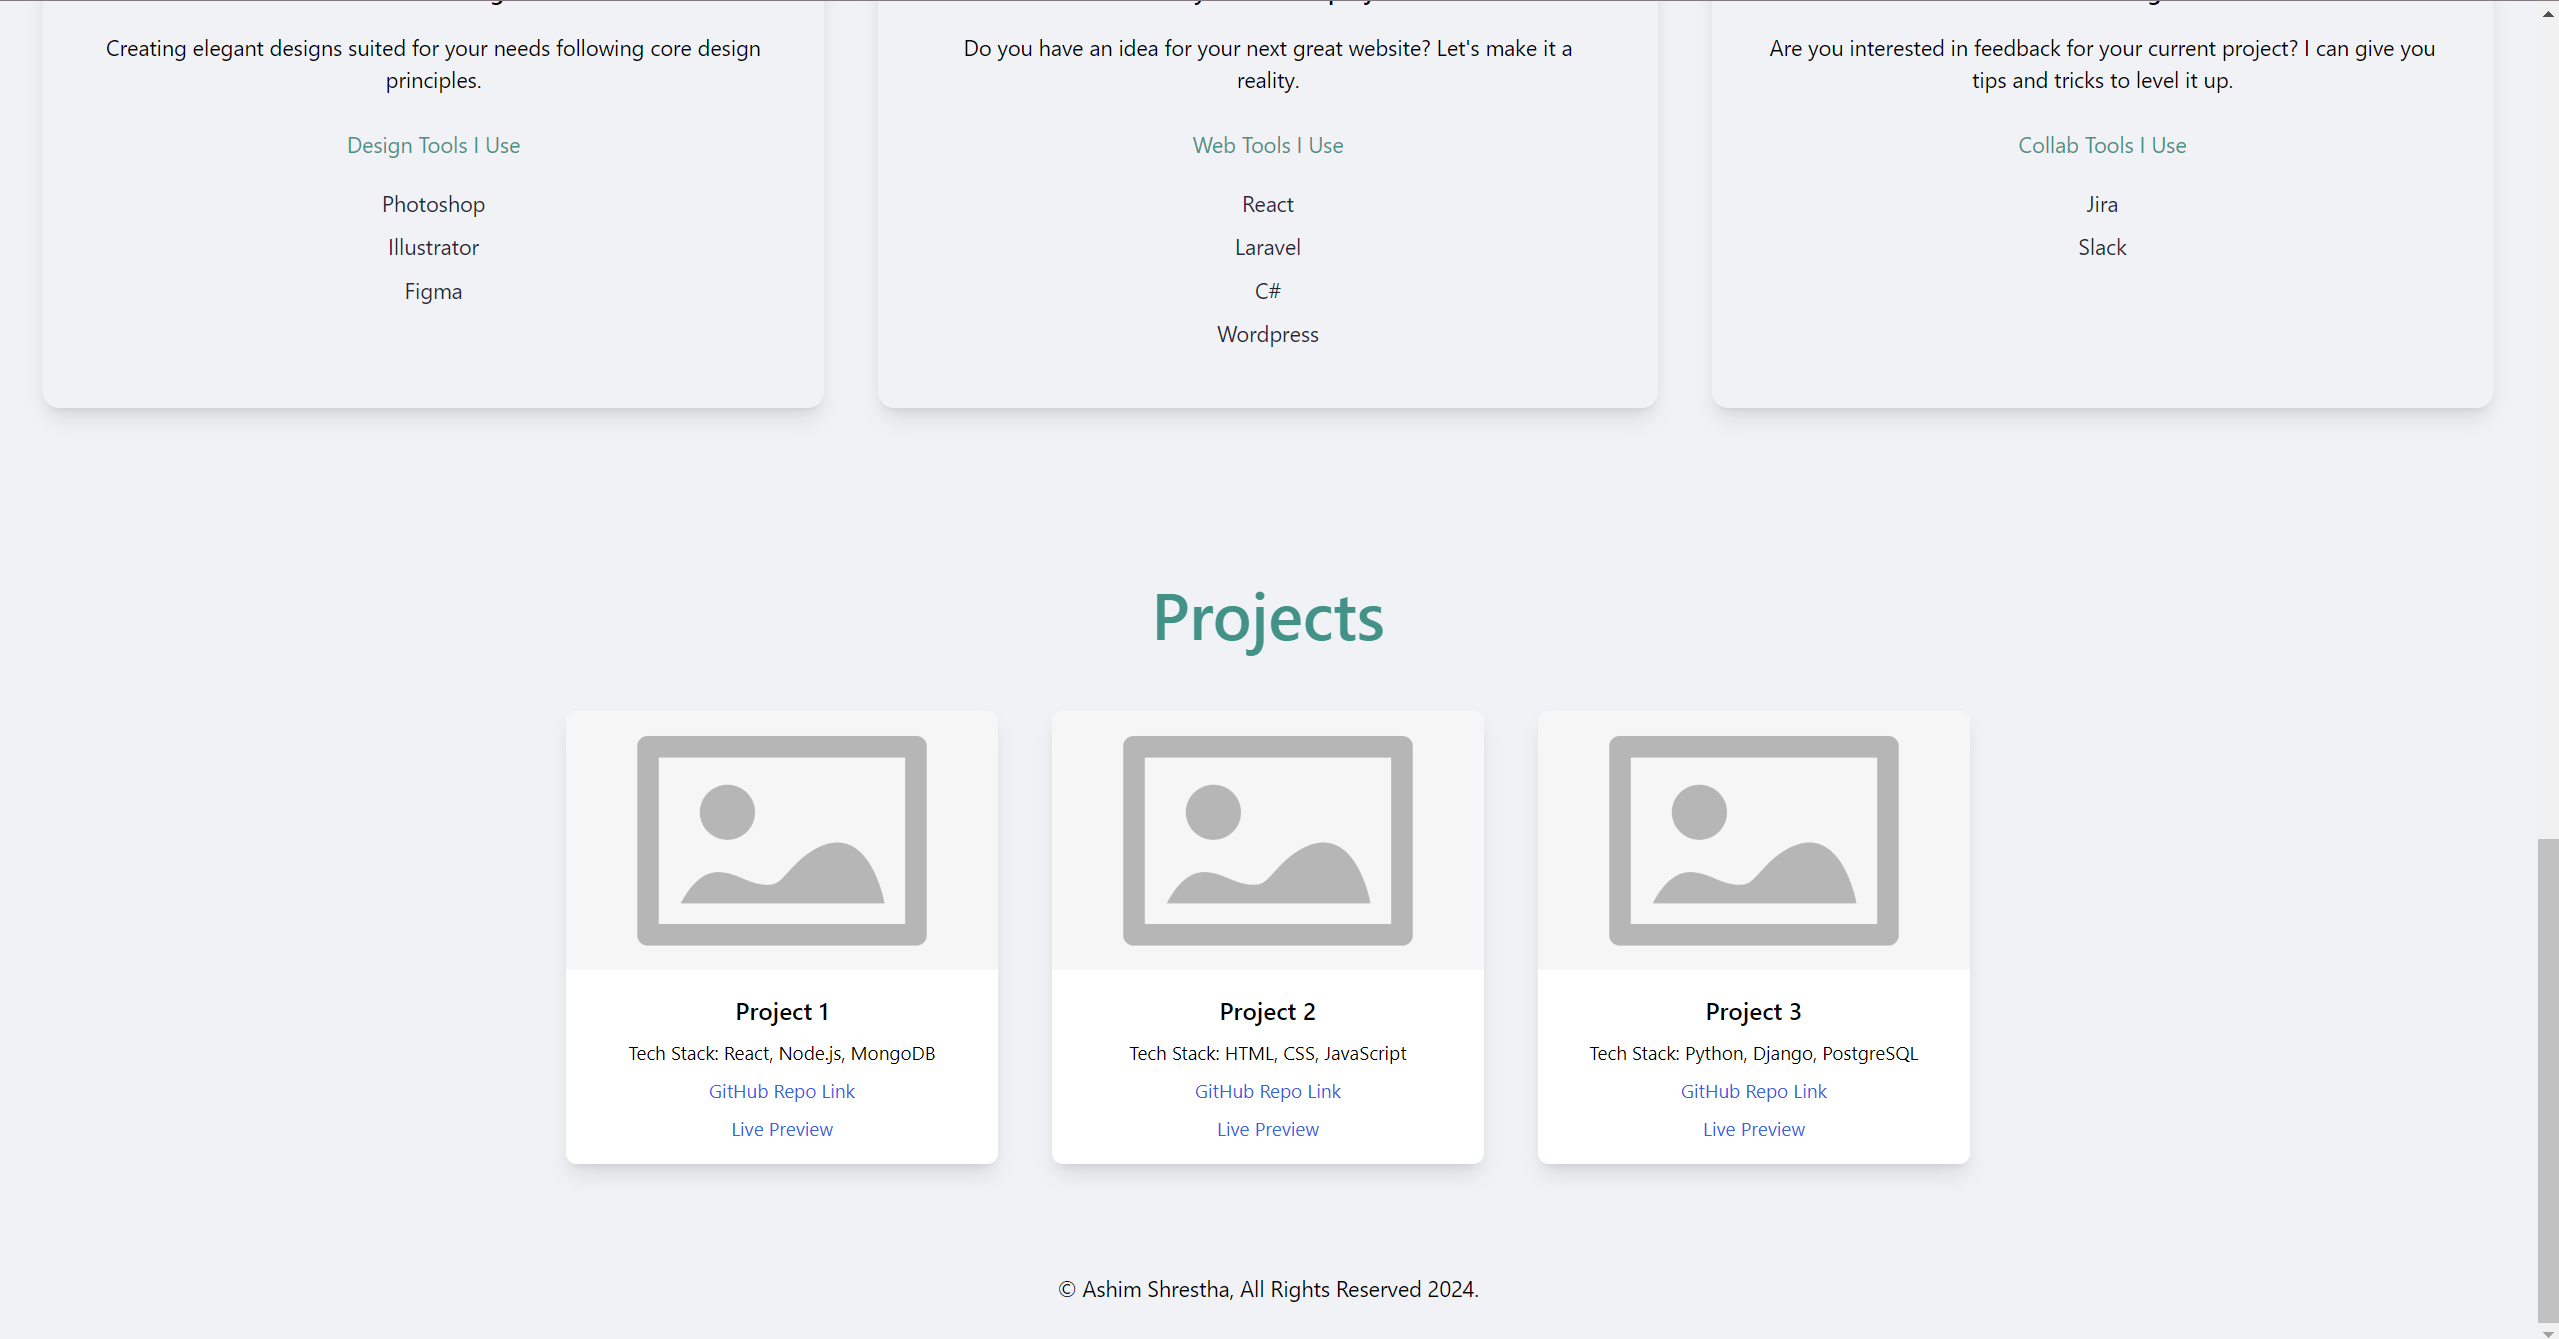 Creating elegant designs suited for your needs following core design
principles.
Design Tools I Use
Photoshop
Illustrator
Figma
Do you have an idea for your next great website? Let's make it a
reality.
Web Tools I Use
React
Laravel
C#
Wordpress
Are you interested in feedback for your current project? I can give you
tips and tricks to level it up.
Collab Tools I Use
Jira
Slack
Projects
Project 1
Tech Stack: React, Node.js, MongoDB
GitHub Repo Link
Live Preview
Project 2
Tech Stack: HTML, CSS, JavaScript
GitHub Repo Link
Live Preview
Project 3
Tech Stack: Python, Django, PostgreSQL
GitHub Repo Link
Live Preview
© Ashim Shrestha, All Rights Reserved 2024.